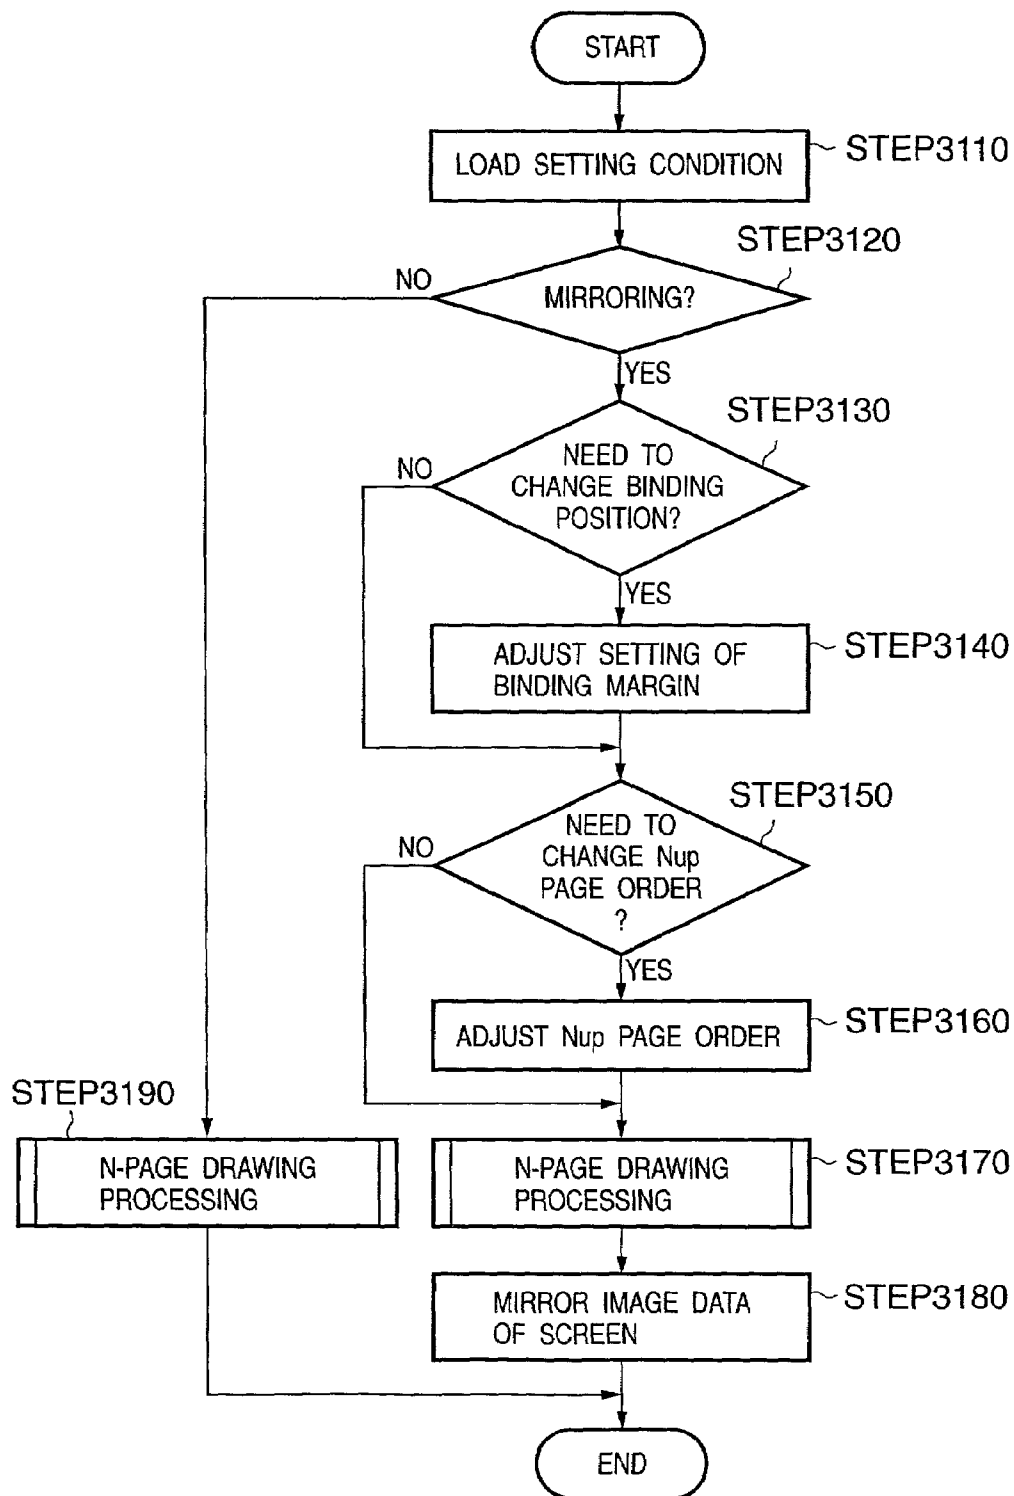 START
LOAD SETTING CONDITION
STEP3110
STEP3120
NO
MIRRORING?
YES
STEP3130
NO
NEED TO
CHANGE BINDING
POSITION?
YES
ADJUST SETTING OF
BINDING MARGIN
STEP3140
STEP3150
NO
NEED TO
CHANGE Nup
PAGE ORDER
?
YES
ADJUST Nup PAGE ORDER
STEP3160
STEP3190
N-PAGE DRAWING
PROCESSING
N-PAGE DRAWING
PROCESSING
STEP3170
MIRROR IMAGE DATA
OF SCREEN
STEP3180
END